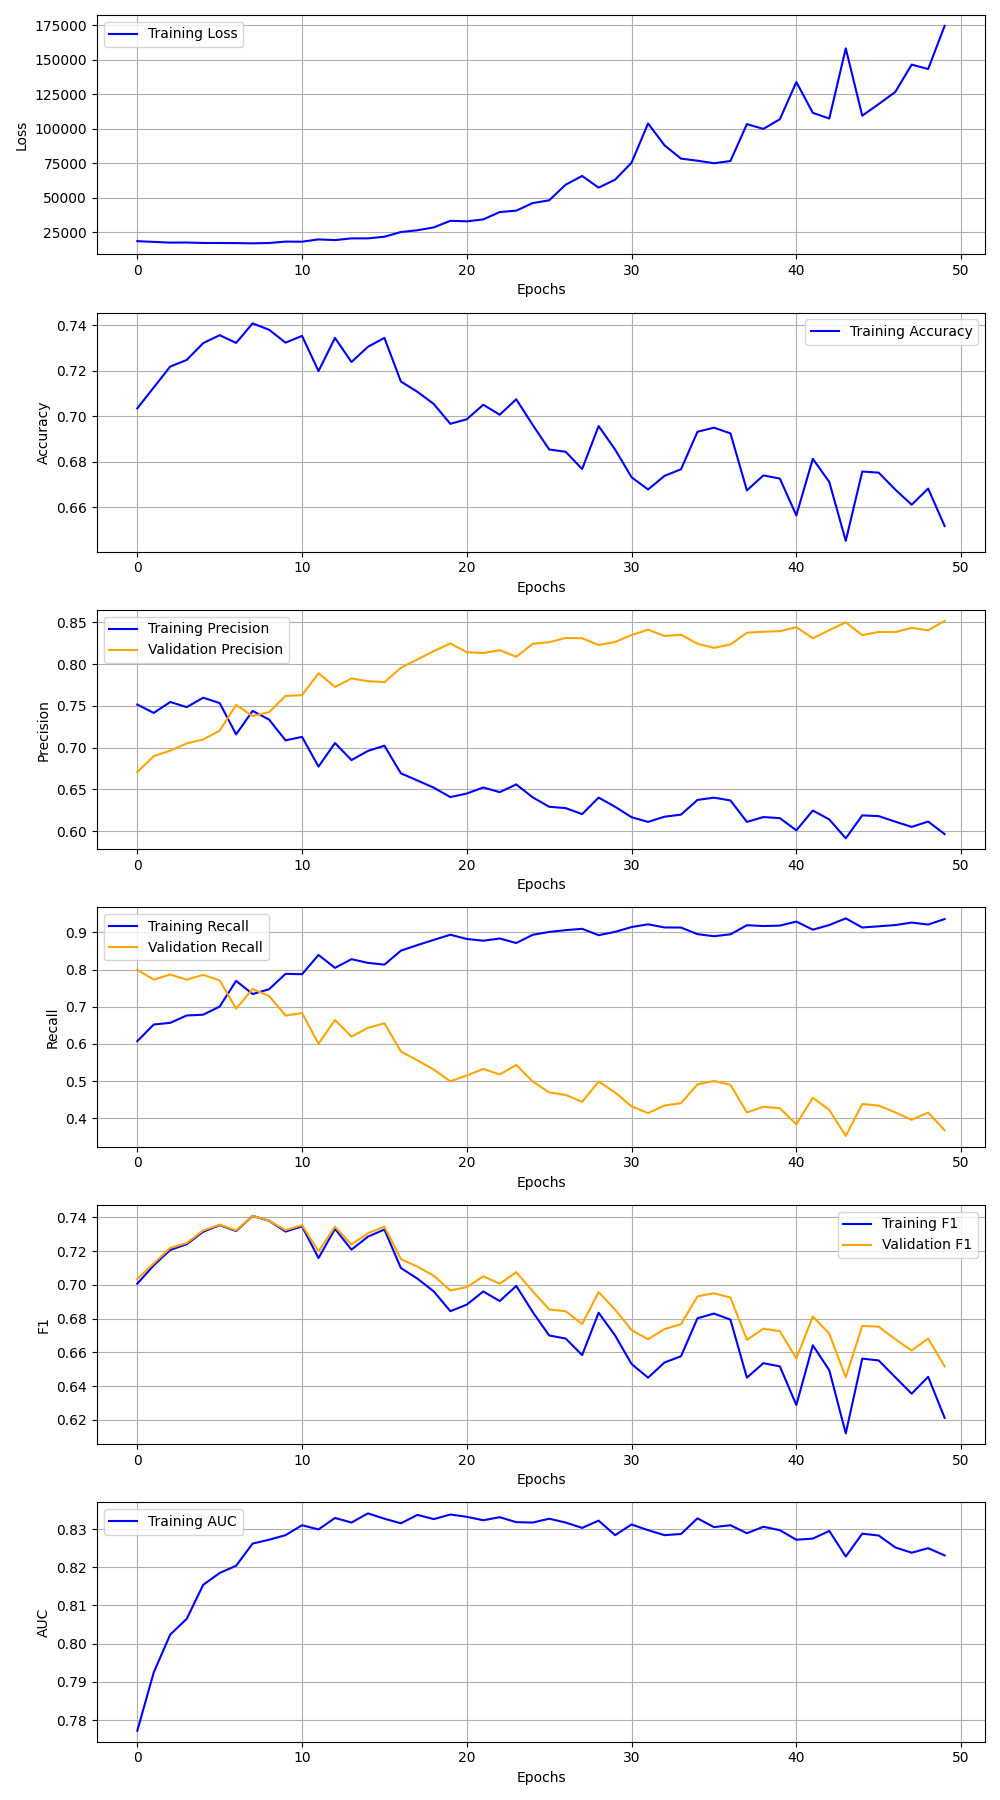 175000
Training Loss
150000
125000
100000
75000
50000
25000
Loss
0 10 20 30 40 50
Epochs
0.74
Training Accuracy
0.72
0.70
0.68
0.66
Accuracy
0 10 20 30 40 50
Epochs
0.85
Training Precision
Validation Precision
0.80
0.75
0.70
0.65
0.60
Precision
0 10 20 30 40 50
Epochs
Training Recall
0.9
Validation Recall
0.8
0.7
0.6
0.5
0.4
Recall
0 10 20 30 40 50
Epochs
0.74
Training F1
Validation F1
0.72
0.70
0.68
0.66
0.64
0.62
F1
0 10 20 30 40 50
Epochs
Training AUC
0.83
0.82
0.81
0.80
0.79
0.78
AUC
0 10 20 30 40 50
Epochs